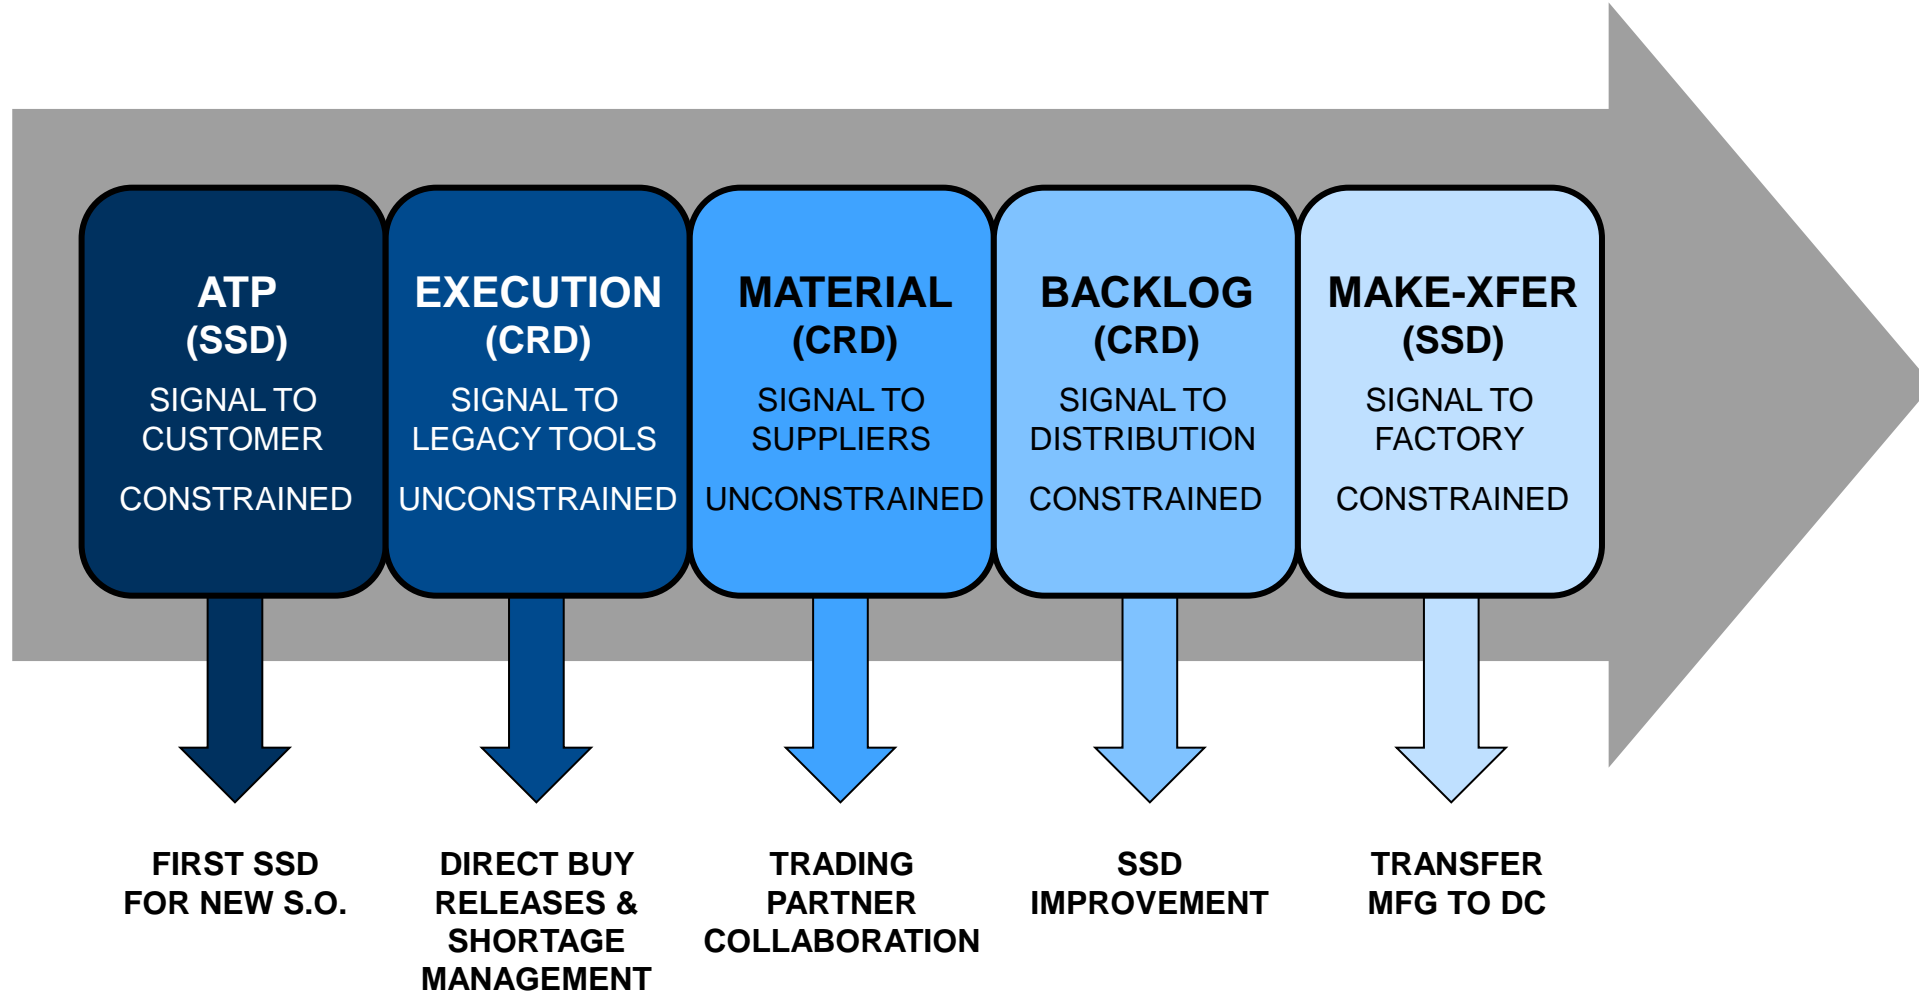 ATP
(SSD)
SIGNAL TO
CUSTOMER
CONSTRAINED
EXECUTION
(CRD)
SIGNAL TO
LEGACY TOOLS
UNCONSTRAINED
MATERIAL
(CRD)
SIGNAL TO
SUPPLIERS
UNCONSTRAINED
BACKLOG
(CRD)
SIGNAL TO
DISTRIBUTION
CONSTRAINED
MAKE-XFER
(SSD)
SIGNAL TO
FACTORY
CONSTRAINED
FIRST SSD
FOR NEW S.O.
DIRECT BUY
RELEASES &
SHORTAGE
MANAGEMENT
TRADING
PARTNER
COLLABORATION
SSD
IMPROVEMENT
TRANSFER
MFG TO DC